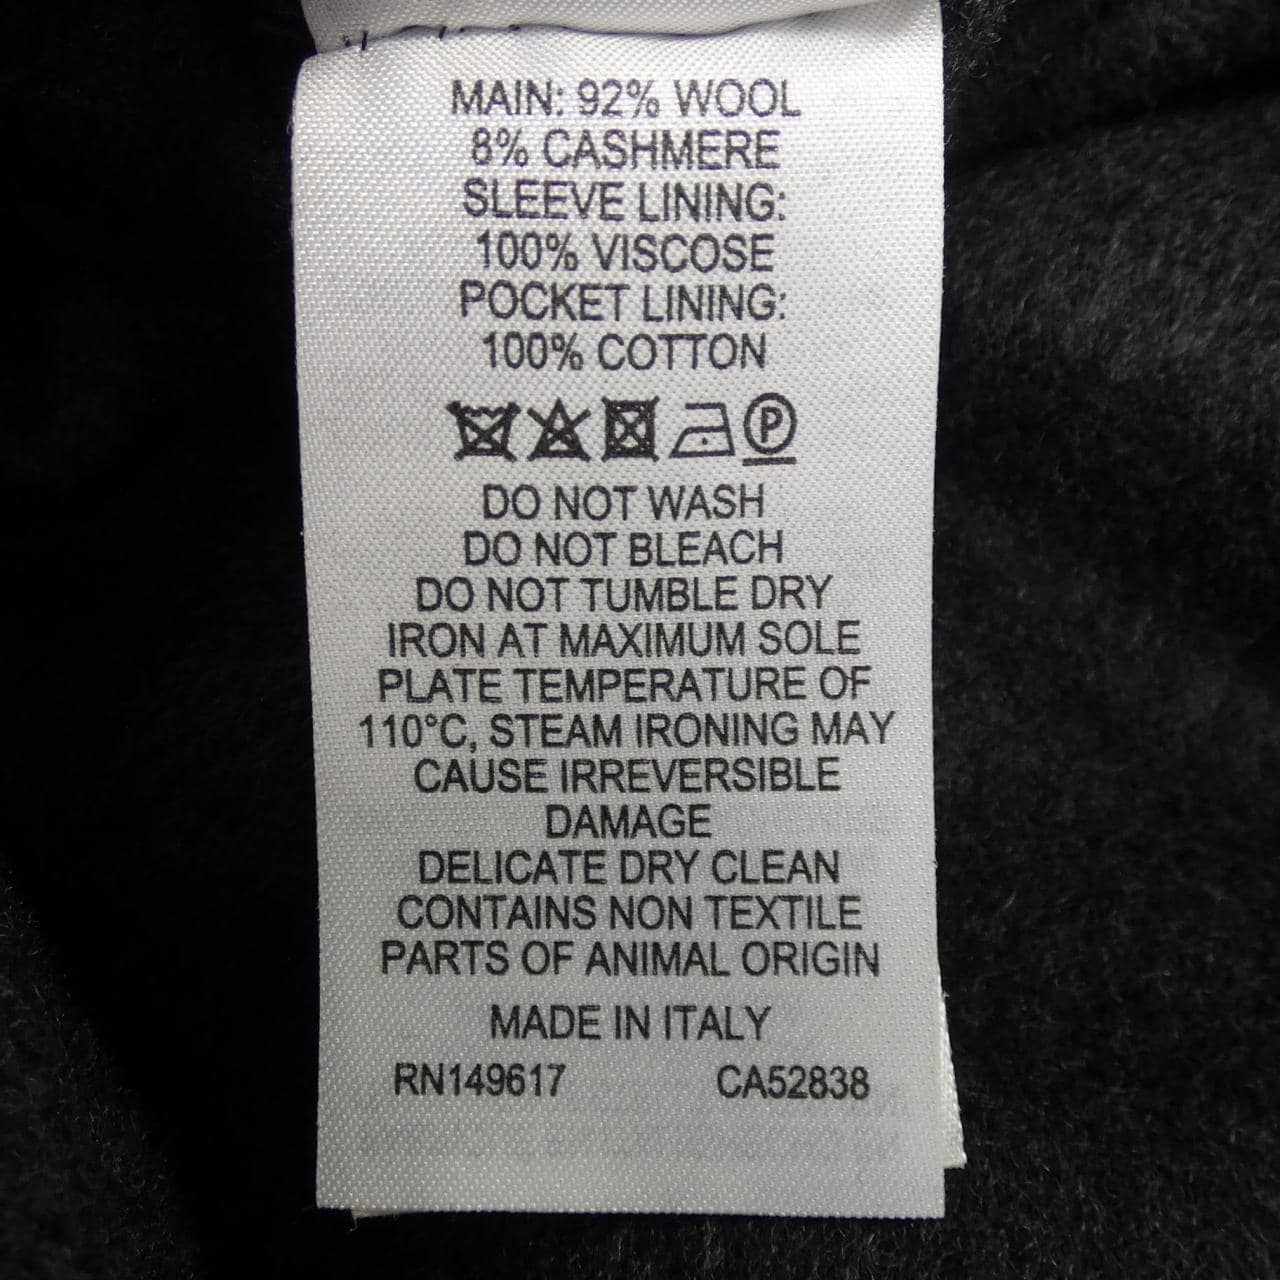 MAIN: 92% WOOL
8% CASHMERE
SLEEVE LINING:
100% VISCOSE
POCKET LINING:
100% COTTON
P
DO NOT WASH
DO NOT BLEACH
DO NOT TUMBLE DRY
IRON AT MAXIMUM SOLE
PLATE TEMPERATURE OF
110°C, STEAM IRONING MAY
CAUSE IRREVERSIBLE
DAMAGE
DELICATE DRY CLEAN
CONTAINS NON TEXTILE
PARTS OF ANIMAL ORIGIN
MADE IN ITALY
RN149617 CA52838